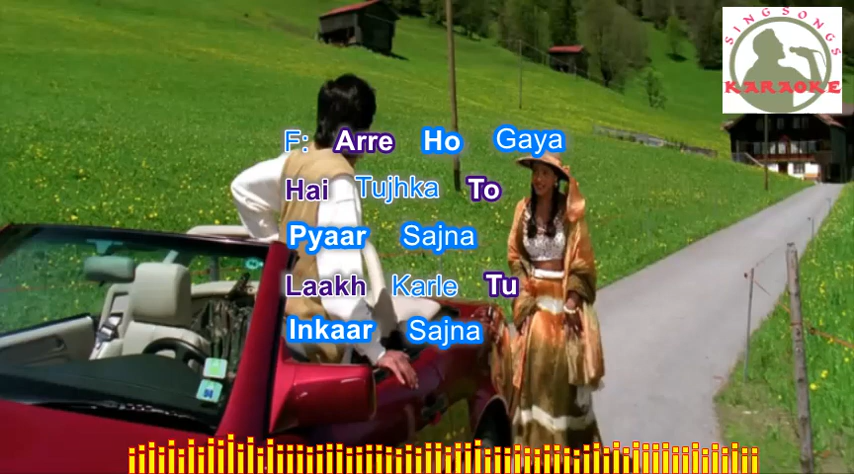 SING SONGS
KARAOKE
F: Arre Ho Gaya
Hai Tujhka To
Pyaar Sajna
Laakh Karle Tu
Inkaar Sajna